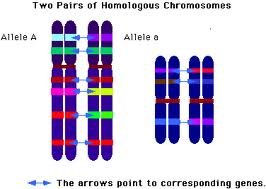 Two Pairs of Homologous Chromosomes
Allele A
Allele a
The arrows point to corresponding genes.